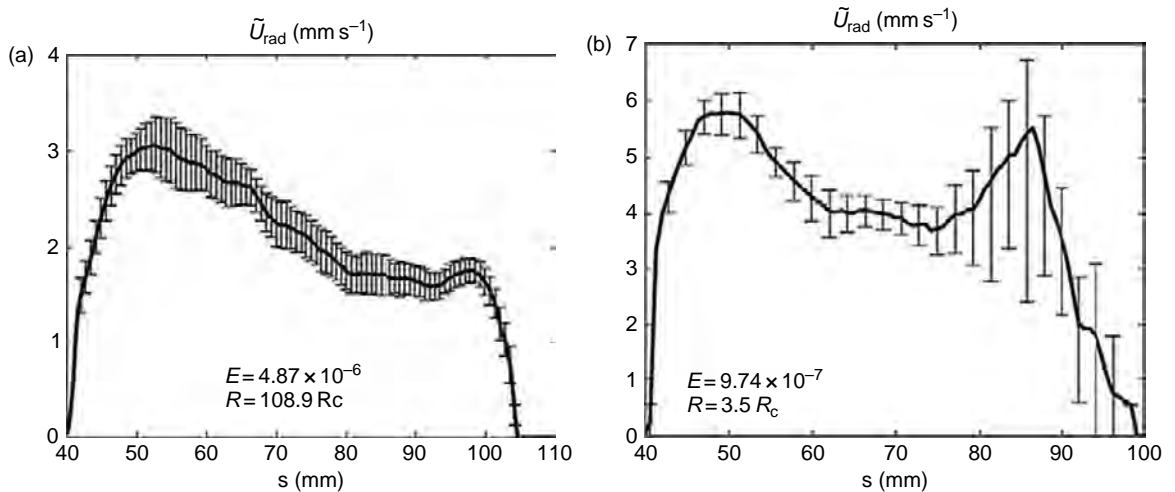 (a)
Ũrad (mm s–1)
4
3
2
1
0
40 50 60 70 80 90 100 110
s (mm)
E = 4.87 × 10–6
R = 108.9 Rc
(b)
Ũrad (mm s–1)
7
6
5
4
3
2
1
0
40 50 60 70 80 90 100
s (mm)
E = 9.74 × 10–7
R = 3.5 Rc